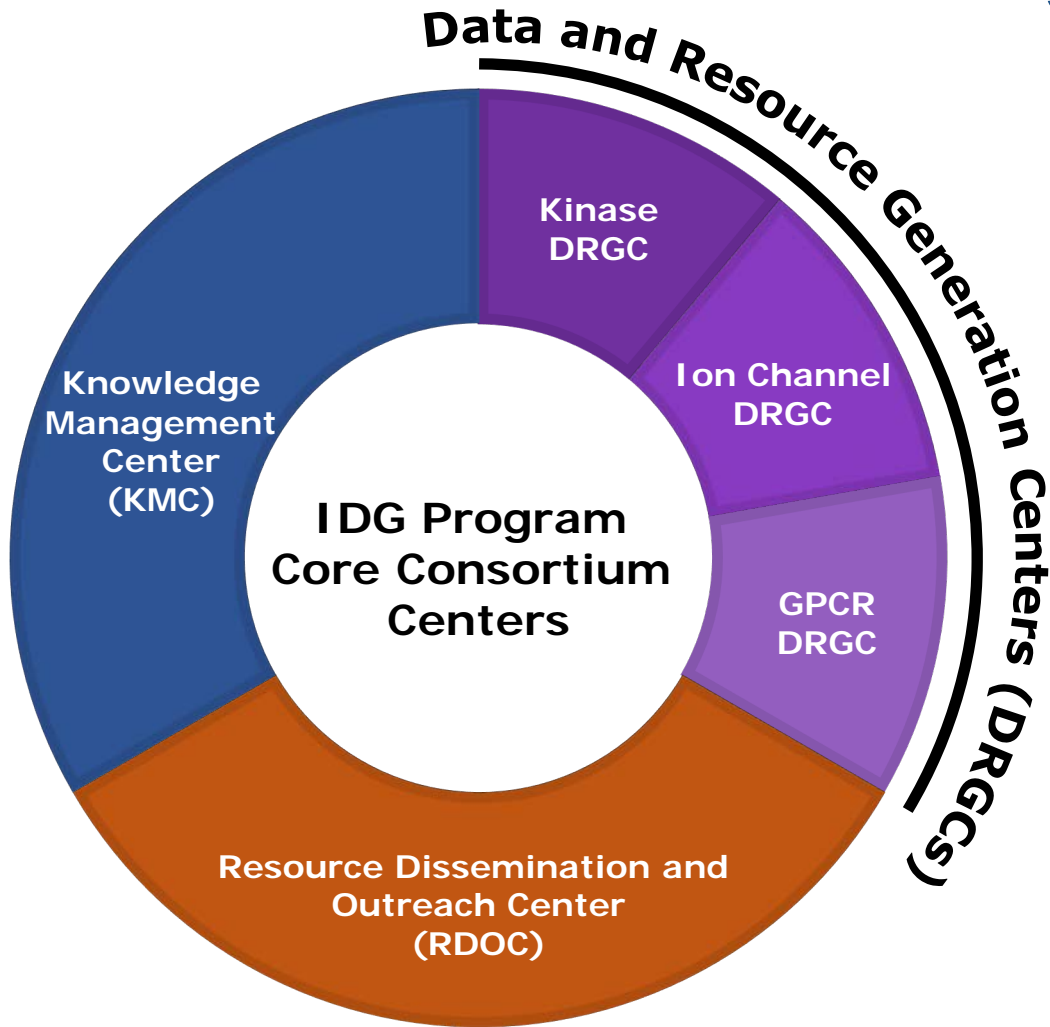 Data and Resource Generation Centers (DRGCs)
Kinase
DRGC
Ion Channel
DRGC
GPCR
DRGC
Knowledge
Management
Center
(KMC)
IDG Program
Core Consortium
Centers
Resource Dissemination and
Outreach Center
(RDOC)